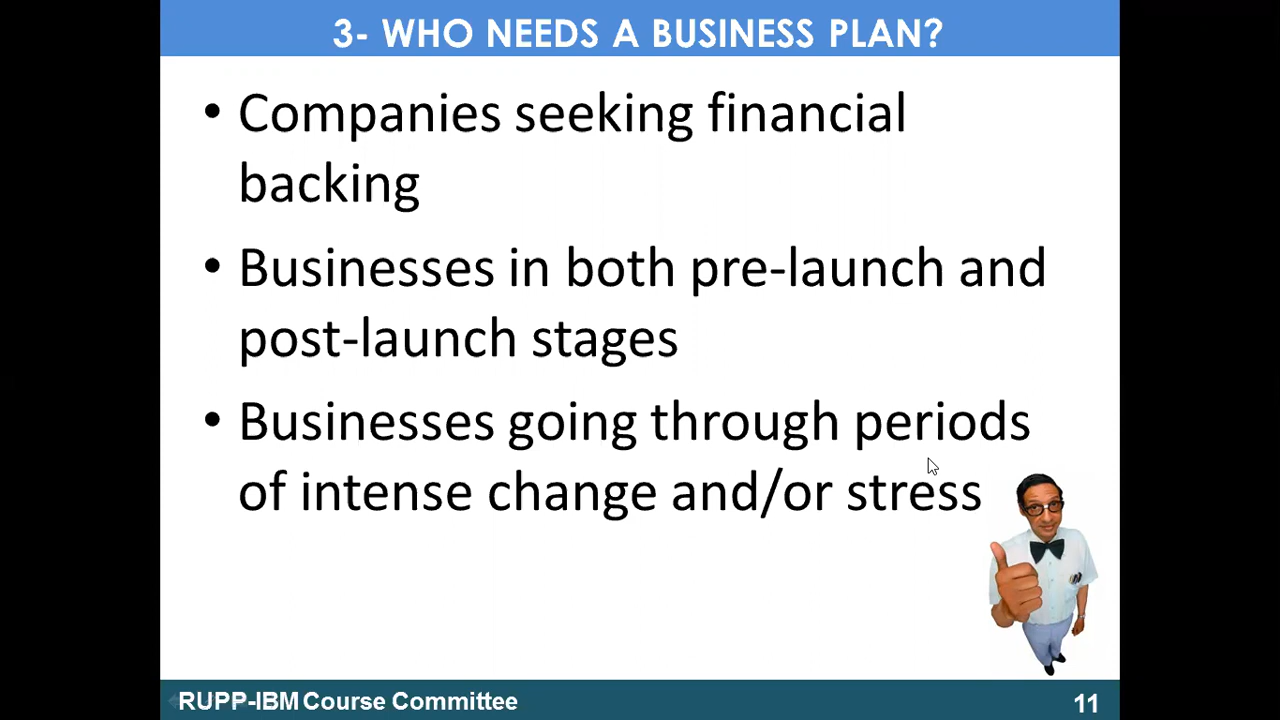 3- WHO NEEDS A BUSINESS PLAN?
• Companies seeking financial
backing
• Businesses in both pre-launch and
post-launch stages
• Businesses going through periods
of intense change and/or stress
RUPP-IBM Course Committee
11